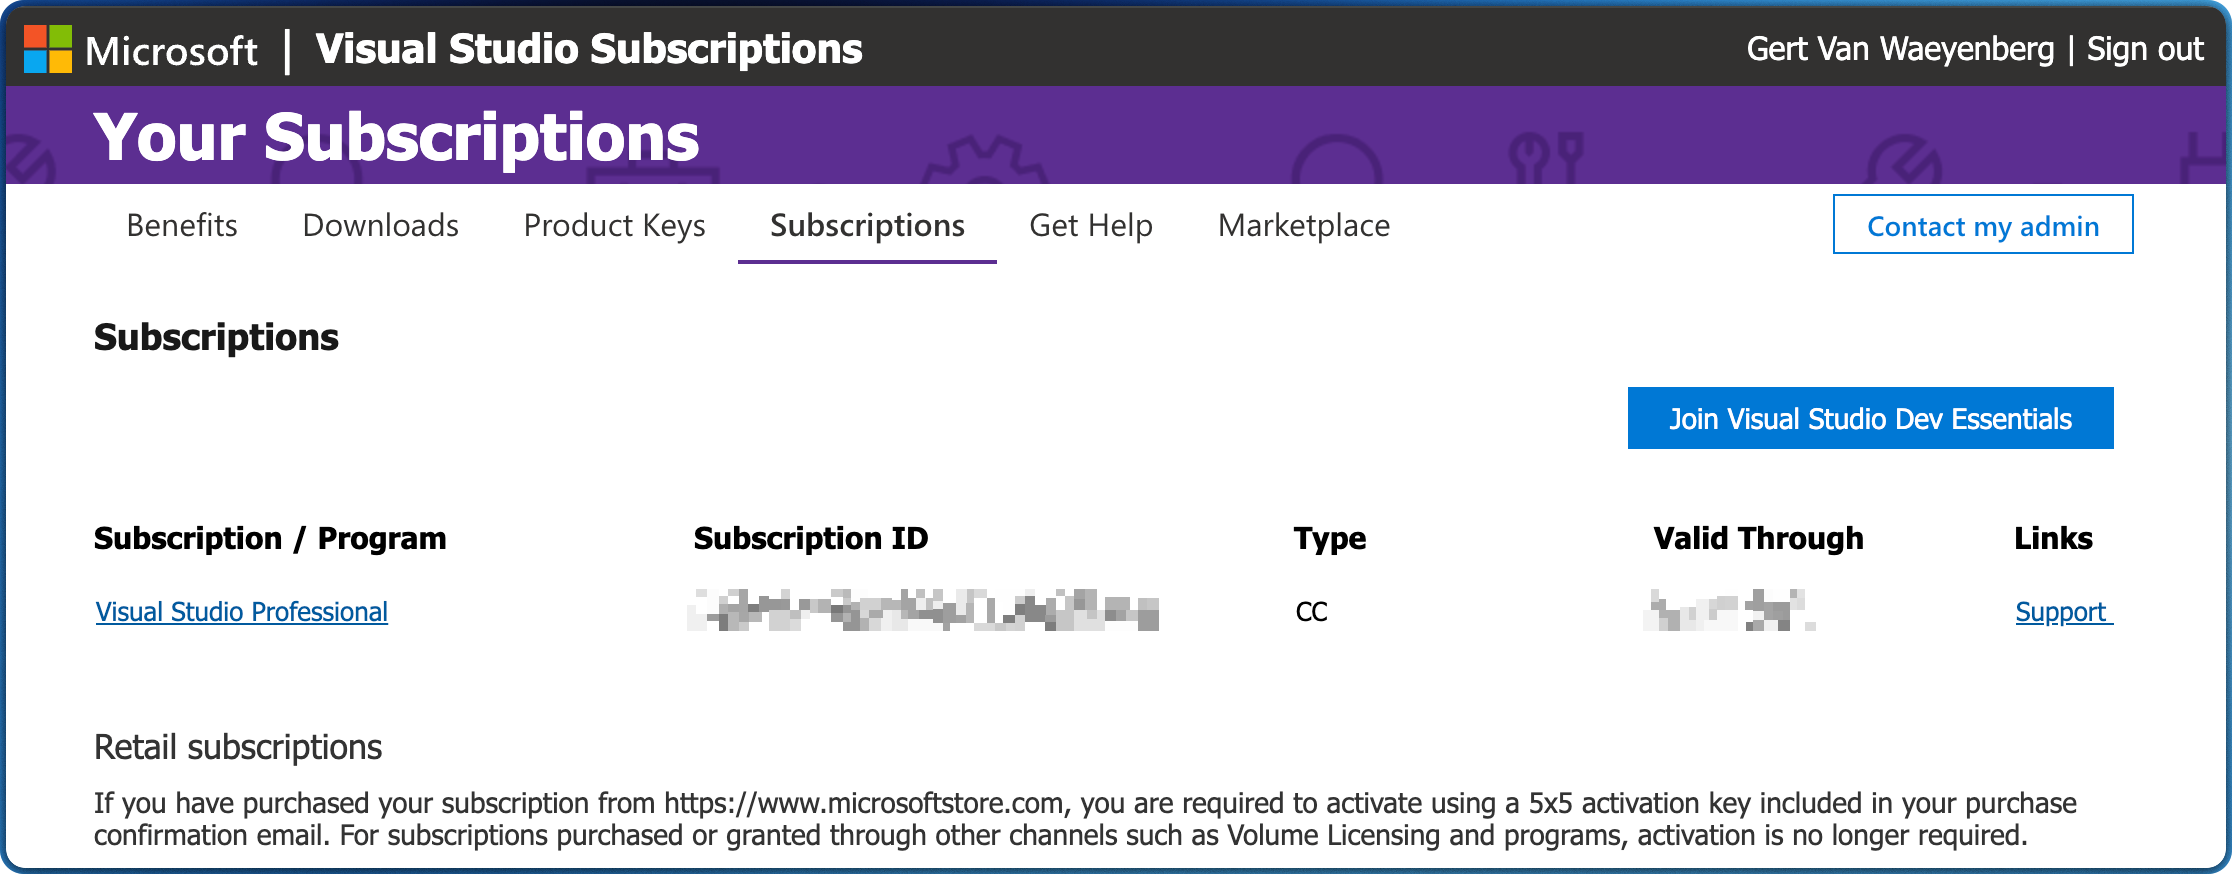 Microsoft | Visual Studio Subscriptions
Gert Van Waeyenberg | Sign out
Your Subscriptions
Benefits Downloads Product Keys Subscriptions Get Help Marketplace Contact my admin
Subscriptions
Join Visual Studio Dev Essentials
Subscription / Program Subscription ID Type Valid Through Links
Visual Studio Professional CC Support
Retail subscriptions
If you have purchased your subscription from https://www.microsoftstore.com, you are required to activate using a 5x5 activation key included in your purchase
confirmation email. For subscriptions purchased or granted through other channels such as Volume Licensing and programs, activation is no longer required.